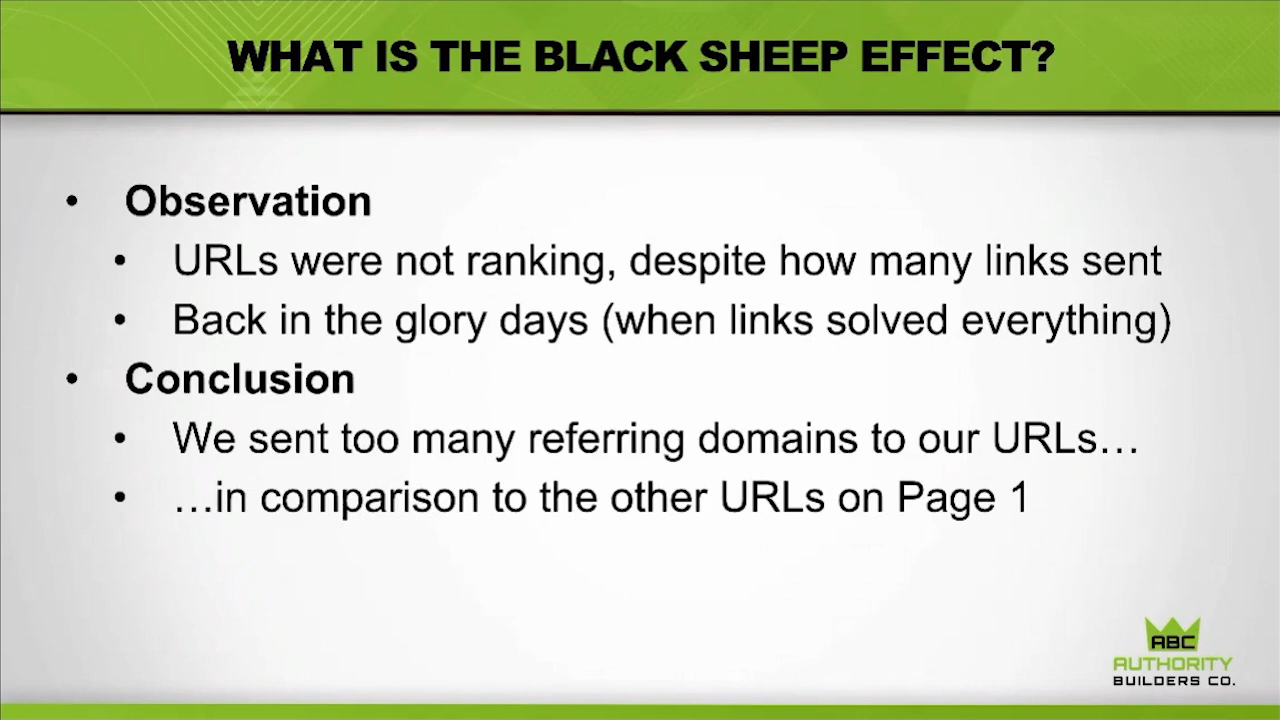 WHAT IS THE BLACK SHEEP EFFECT?
• Observation
• URLs were not ranking, despite how many links sent
• Back in the glory days (when links solved everything)
• Conclusion
• We sent too many referring domains to our URLs…
• …in comparison to the other URLs on Page 1
ABC
AUTHORITY
BUILDERS CO.